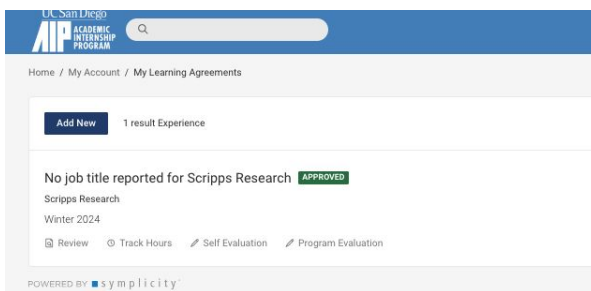 UC San Diego
AIP ACADEMIC
INTERNSHIP
PROGRAM
Home / My Account / My Learning Agreements
Add New 1 result Experience
No job title reported for Scripps Research APPROVED
Scripps Research
Winter 2024
Review Track Hours Self Evaluation Program Evaluation
POWERED BY symplicity